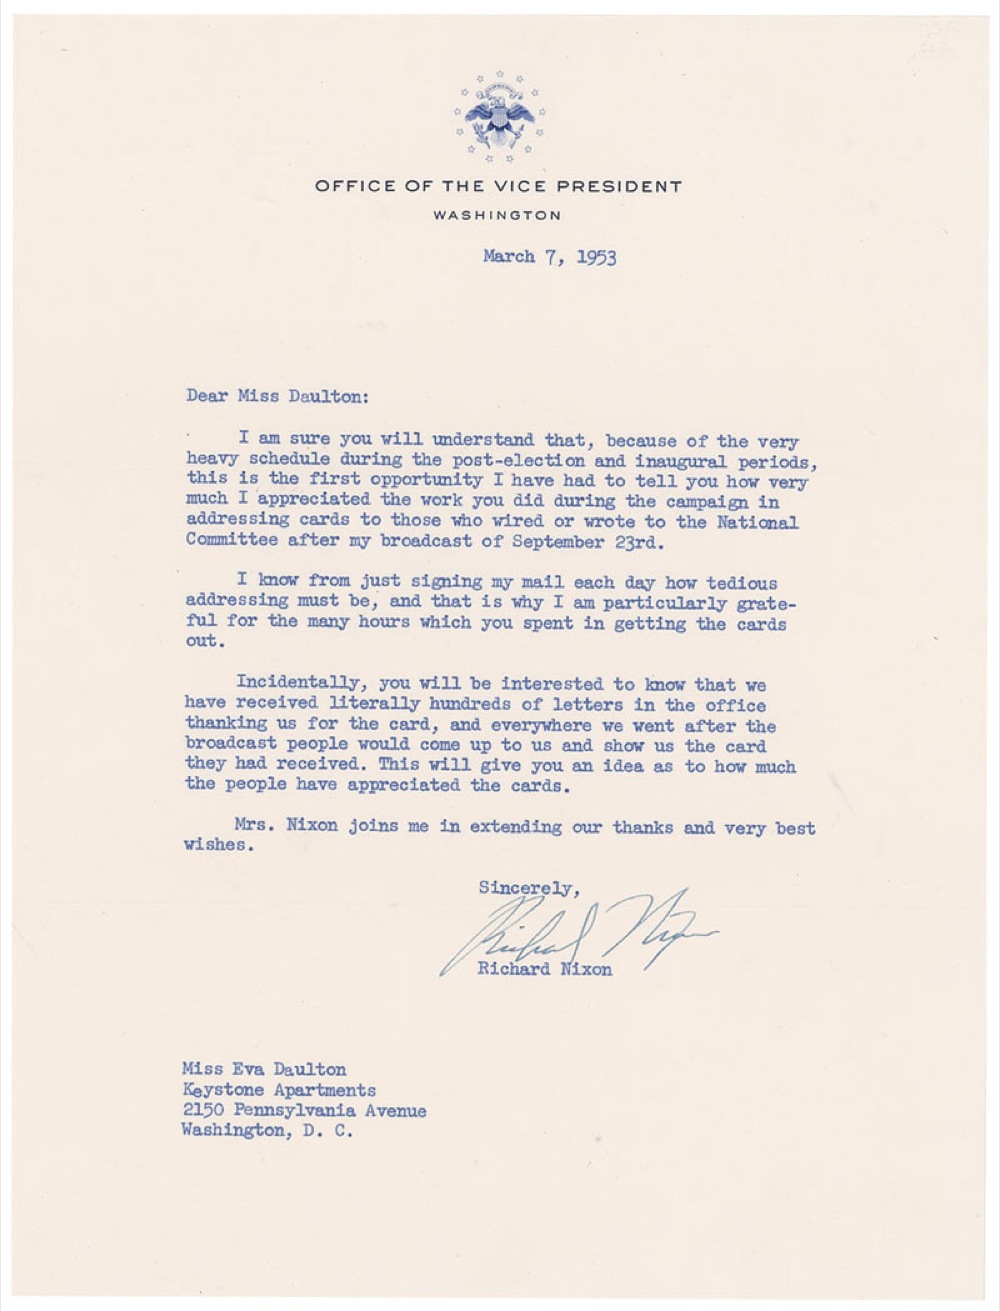 OFFICE OF THE VICE PRESIDENT
WASHINGTON
March 7, 1953
Dear Miss Daulton:
I am sure you will understand that, because of the very
heavy schedule during the post-election and inaugural periods,
this is the first opportunity I have had to tell you how very
much I appreciated the work you did during the campaign in
addressing cards to those who wired or wrote to the National
Committee after my broadcast of September 23rd.
I know from just signing my mail each day how tedious
addressing must be, and that is why I am particularly grate-
ful for the many hours which you spent in getting the cards
out.
Incidentally, you will be interested to know that we
have received literally hundreds of letters in the office
thanking us for the card, and everywhere we went after the
broadcast people would come up to us and show us the card
they had received. This will give you an idea as to how much
the people have appreciated the cards.
Mrs. Nixon joins me in extending our thanks and very best
wishes.
Sincerely,
Richard Nixon
Richard Nixon
Miss Eva Daulton
Keystone Apartments
2150 Pennsylvania Avenue
Washington, D. C.